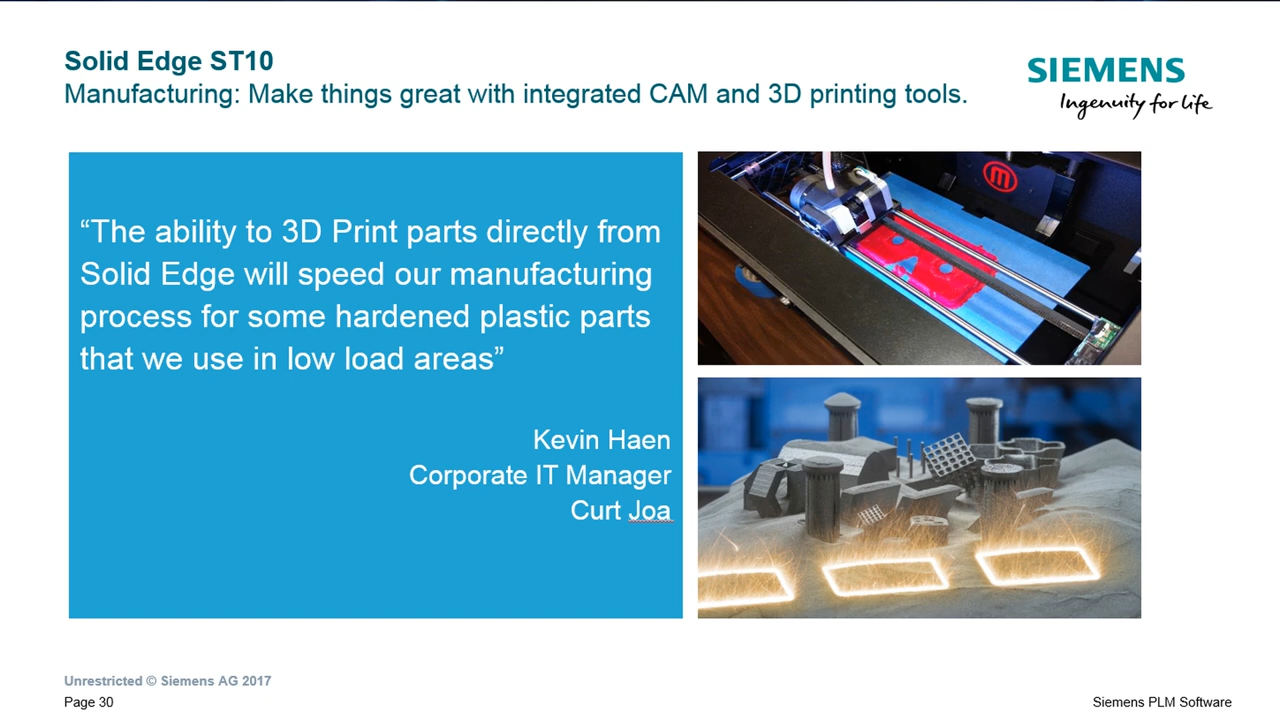 Solid Edge ST10
Manufacturing: Make things great with integrated CAM and 3D printing tools.
SIEMENS
Ingenuity for life
“The ability to 3D Print parts directly from
Solid Edge will speed our manufacturing
process for some hardened plastic parts
that we use in low load areas”
Kevin Haen
Corporate IT Manager
Curt Joa
Unrestricted © Siemens AG 2017
Page 30
Siemens PLM Software